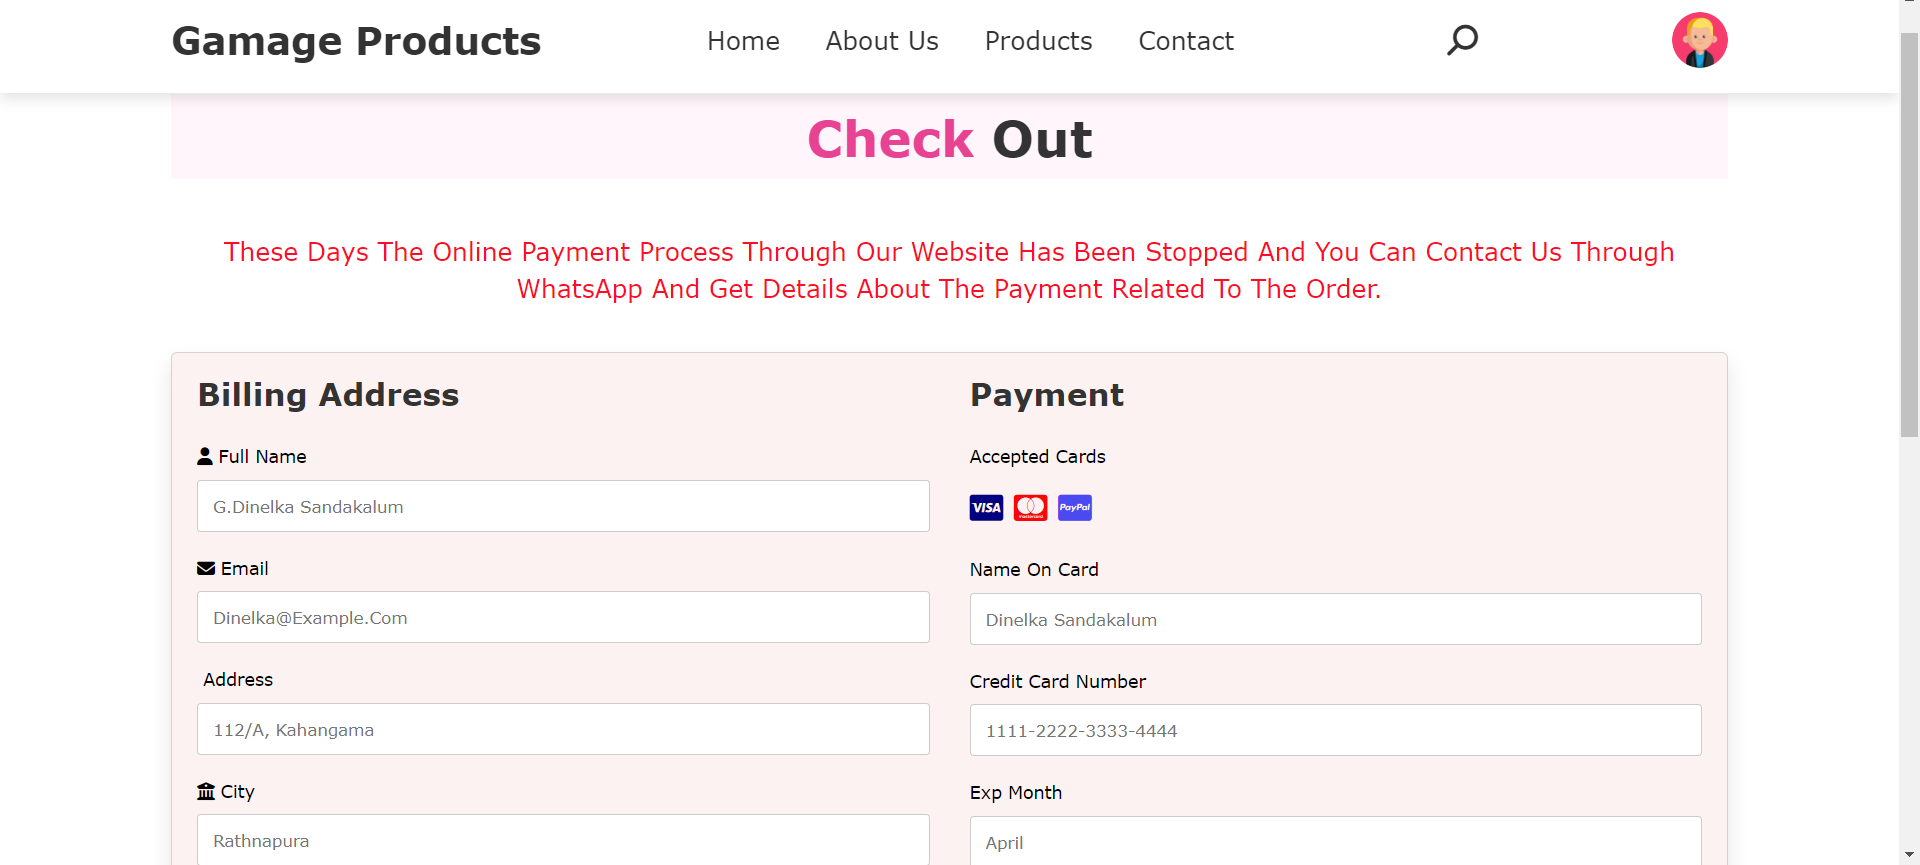 Gamage Products
Home About Us Products Contact
Check Out
These Days The Online Payment Process Through Our Website Has Been Stopped And You Can Contact Us Through
WhatsApp And Get Details About The Payment Related To The Order.
Billing Address
Full Name
G.Dinelka Sandakalum
Email
Dinelka@Example.Com
Address
112/A, Kahangama
City
Rathnapura
Payment
Accepted Cards
VISA mastercard PayPal
Name On Card
Dinelka Sandakalum
Credit Card Number
1111-2222-3333-4444
Exp Month
April